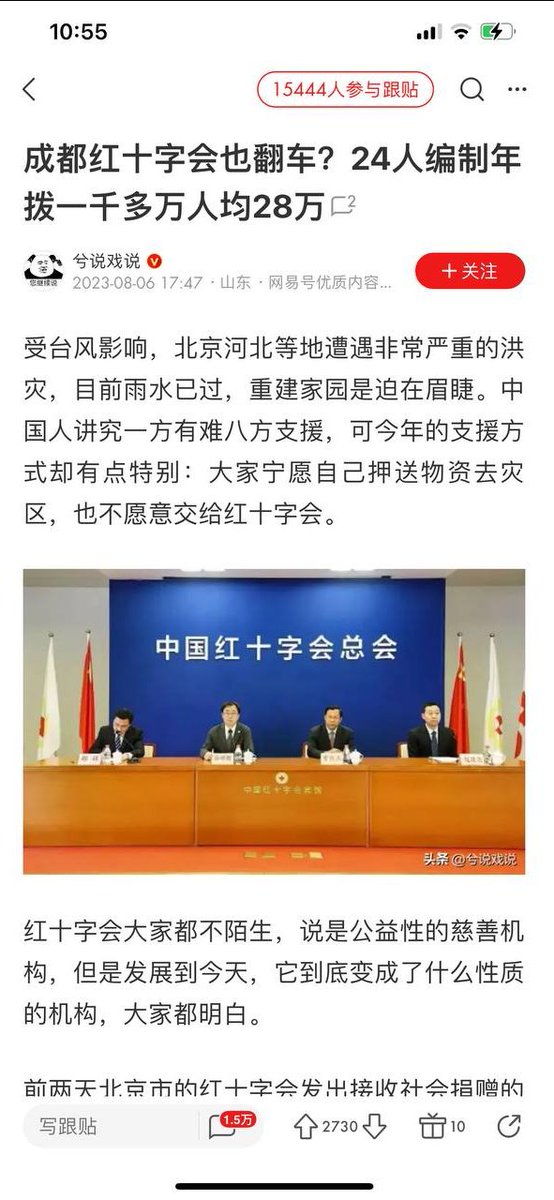 10:55
15444人参与跟贴
成都红十字会也翻车？24人编制年
拨一千多万人均28万 2
兮说戏说
您继续说
2023-08-06 17:47 · 山东 · 网易号优质内容...
＋关注
受台风影响，北京河北等地遭遇非常严重的洪
灾，目前雨水已过，重建家园是迫在眉睫。中
国人讲究一方有难八方支援，可今年的支援方
式却有点特别：大家宁愿自己押送物资去灾
区，也不愿意交给红十字会。
中国红十字会总会
中国红十字会宾馆
头条 @兮说戏说
红十字会大家都不陌生，说是公益性的慈善机
构，但是发展到今天，它到底变成了什么性质
的机构，大家都明白。
前两天北京市的红十字会发出接收社会捐赠的
写跟贴
1.5万
2730
10